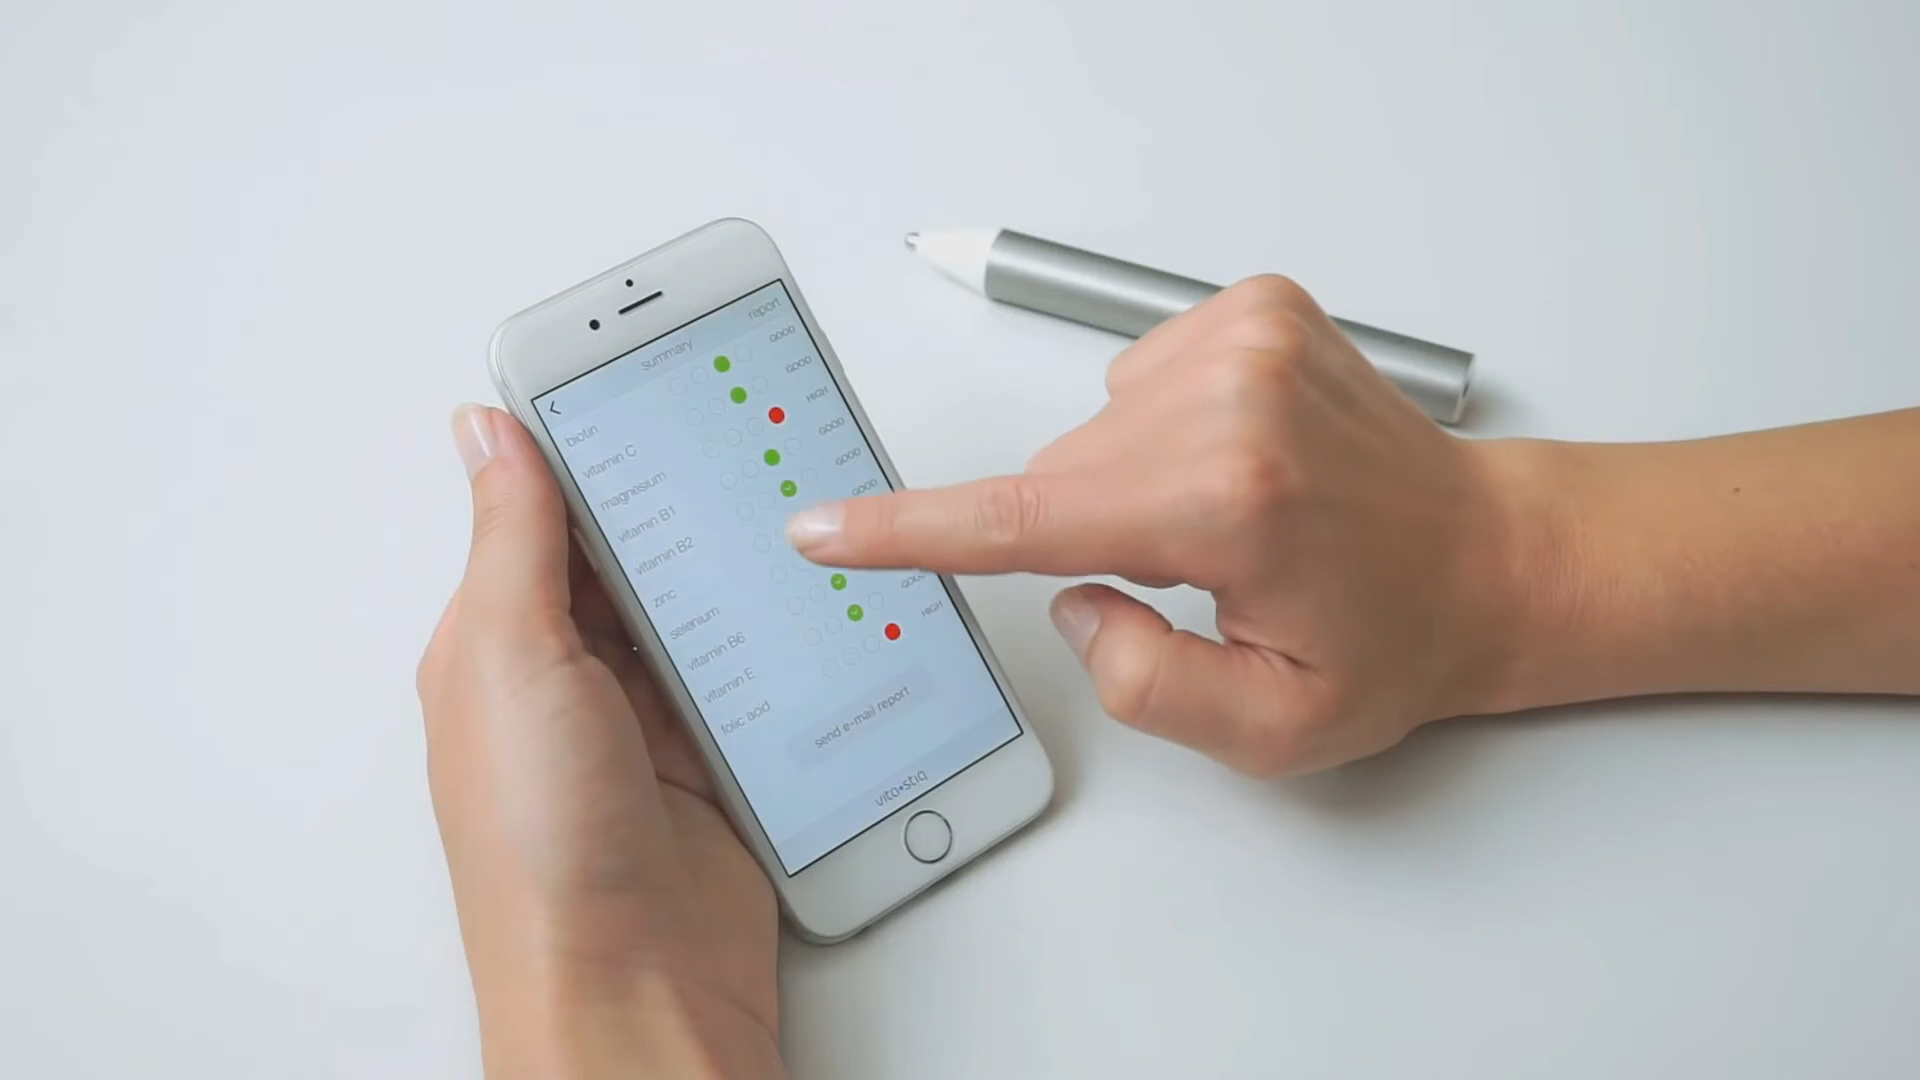 summary report
biotin GOOD
vitamin C GOOD
magnesium HIGH
vitamin B1 GOOD
vitamin B2 GOOD
zinc GOOD
selenium
vitamin B6
vitamin E GOOD
folic acid HIGH
send e-mail report
vita•stiq